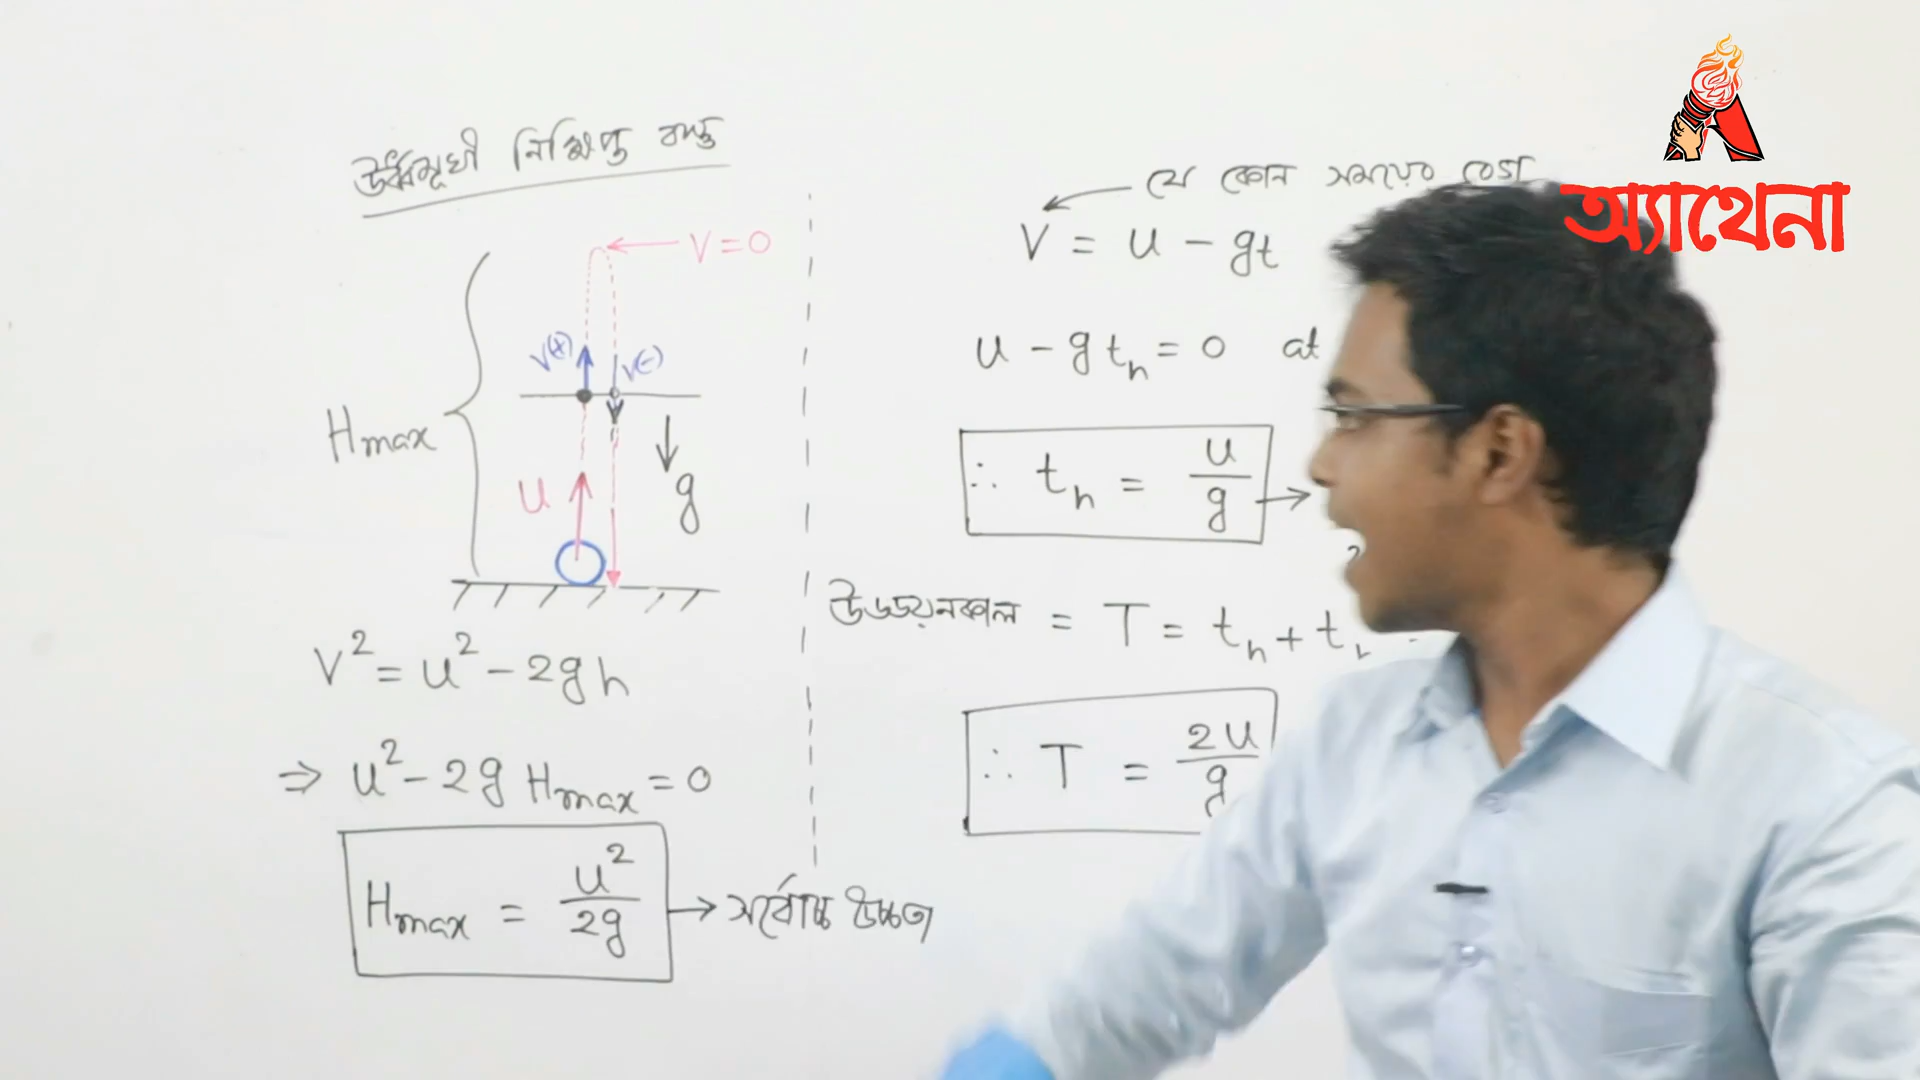 ঊর্ধ্বমুখী নিক্ষিপ্ত বস্তু
V = 0
V(+)
V(-)
Hmax
u
g
V² = u² - 2gh
⇒ u² - 2g Hmax = 0
Hmax = u²/2g → সর্বোচ্চ উচ্চতা
যে কোন সময়ের বেগ
V = u - gt
u - g th = 0 at
∴ th = u/g →
উড্ডয়নকাল = T = th + t
∴ T = 2u/g
অ্যাথেনা